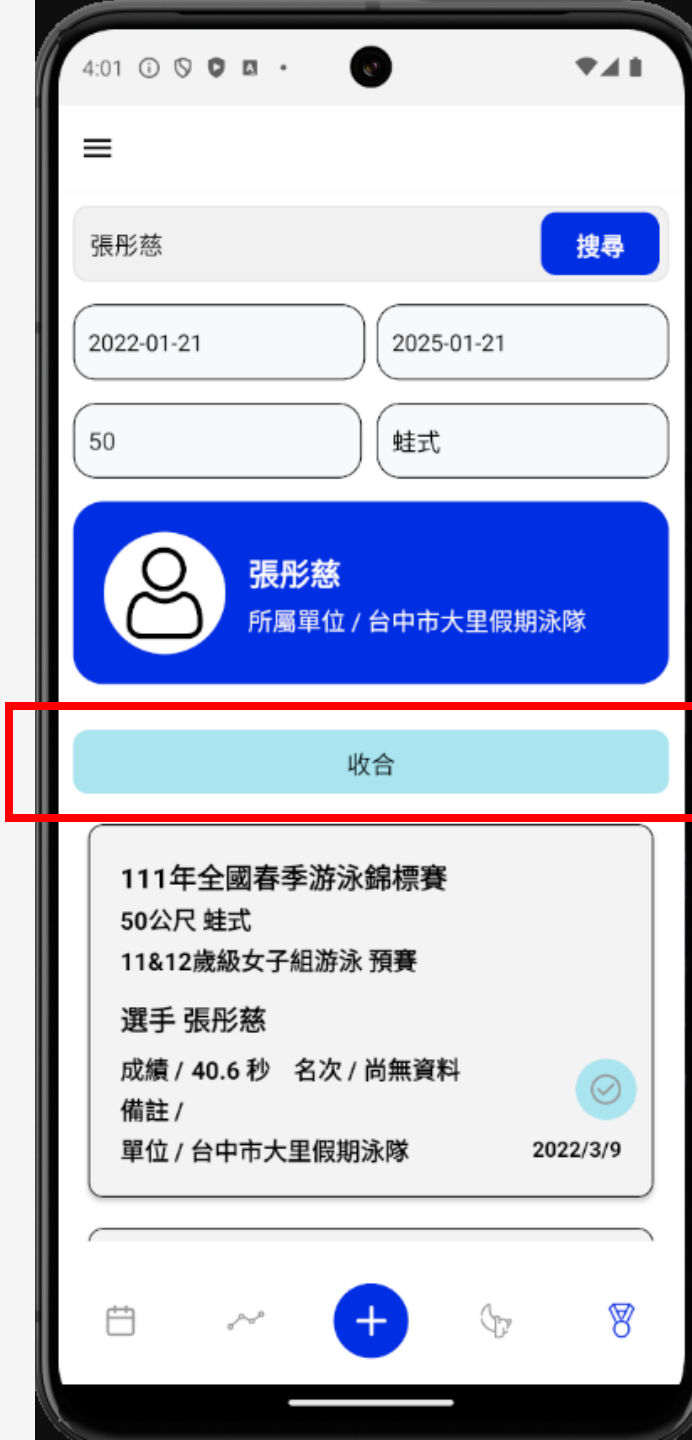 4:01
張彤慈
搜尋
2022-01-21
2025-01-21
50
蛙式
張彤慈
所屬單位 / 台中市大里假期泳隊
收合
111年全國春季游泳錦標賽
50公尺 蛙式
11&12歲級女子組游泳 預賽
選手 張彤慈
成績 / 40.6 秒 名次 / 尚無資料
備註 /
單位 / 台中市大里假期泳隊
2022/3/9